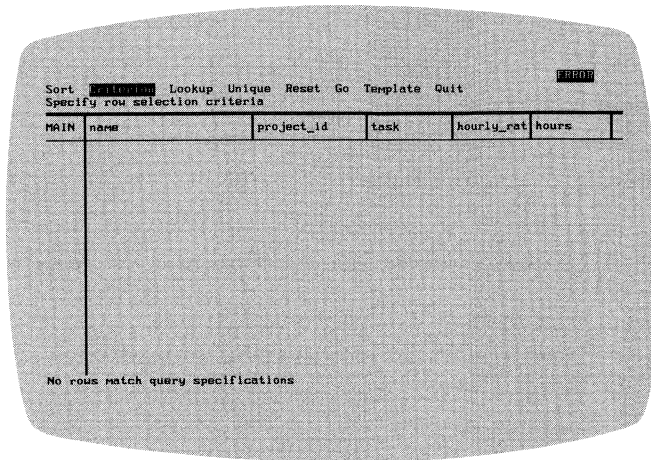 ERROR
Sort Criterion Lookup Unique Reset Go Template Quit
Specify row selection criteria
MAIN name project_id task hourly_rat hours
No rows match query specifications